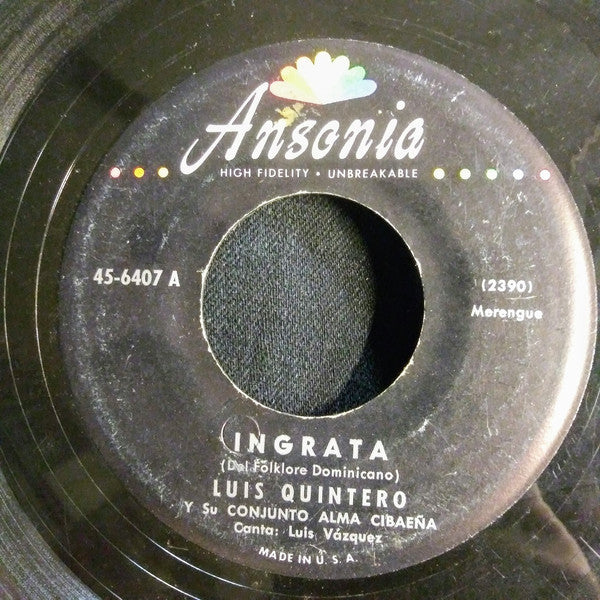 Ansonia
HIGH FIDELITY • UNBREAKABLE
45-6407 A
(2390)
Merengue
INGRATA
(Del Folklore Dominicano)
LUIS QUINTERO
Y Su CONJUNTO ALMA CIBAEÑA
Canta: Luis Vázquez
MADE IN U. S. A.